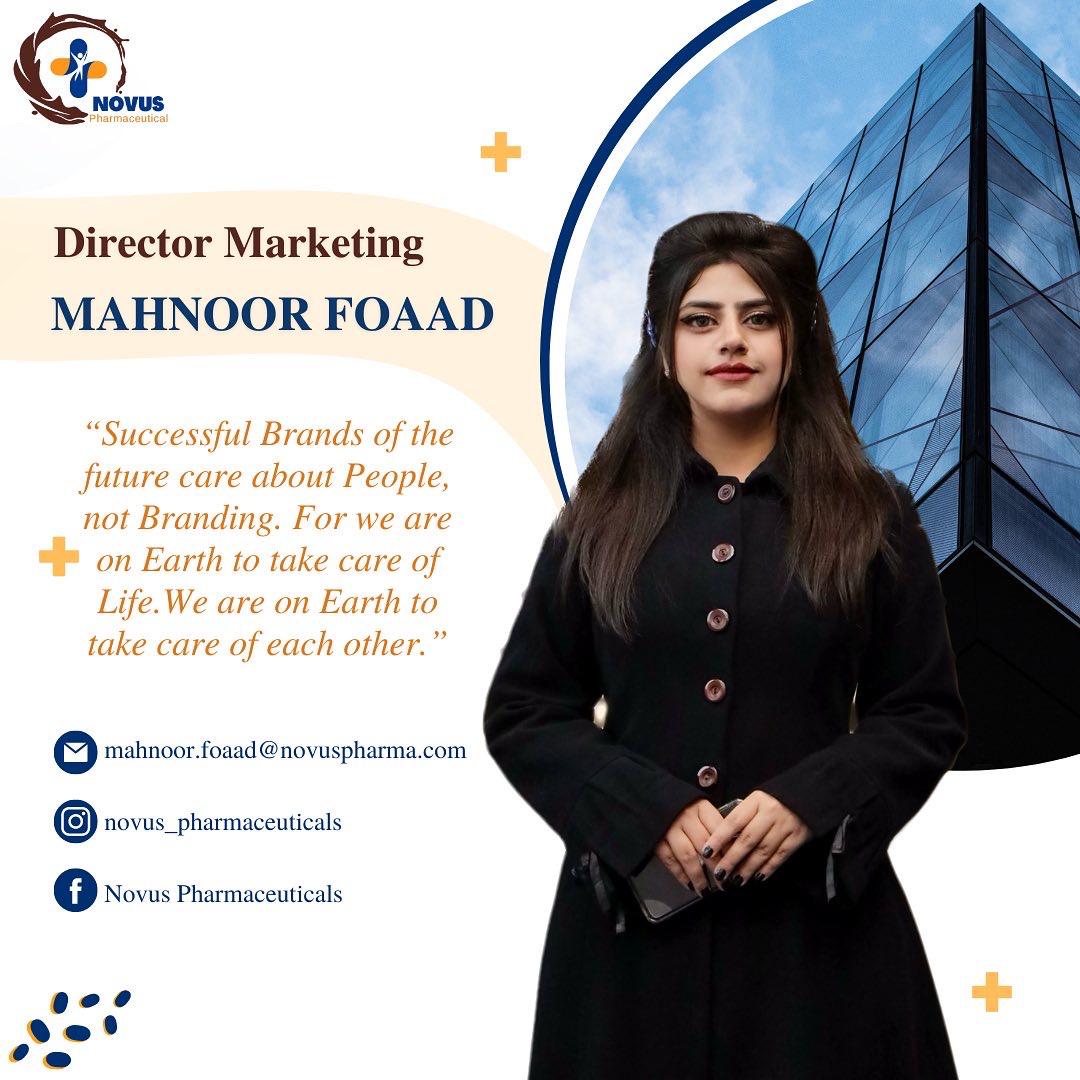 NOVUS
Pharmaceutical
Director Marketing
MAHNOOR FOAAD
“Successful Brands of the
future care about People,
not Branding. For we are
on Earth to take care of
Life.We are on Earth to
take care of each other.”
mahnoor.foaad@novuspharma.com
novus_pharmaceuticals
Novus Pharmaceuticals